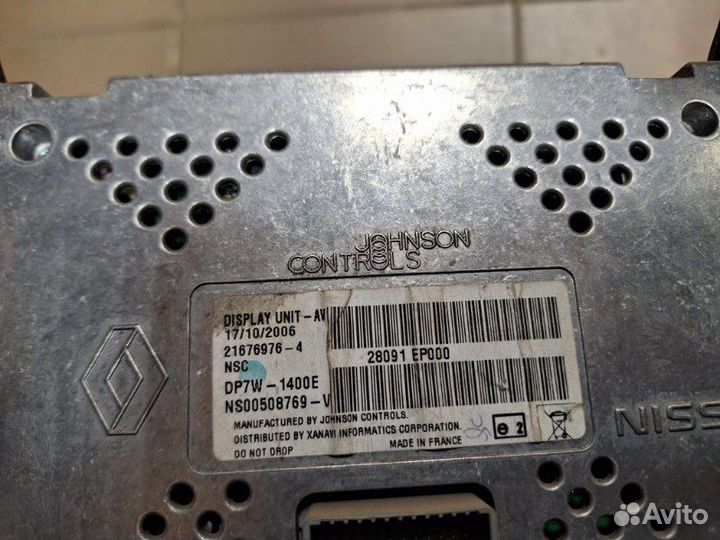 JOHNSON
CONTROLS
DISPLAY UNIT-AV
17/10/2006
21676976-4
NSC
28091 EP000
DP7W-1400E
NS00508769-V
MANUFACTURED BY JOHNSON CONTROLS.
DISTRIBUTED BY XANAVI INFORMATICS CORPORATION.
MADE IN FRANCE
DO NOT DROP
2
NISS
Avito